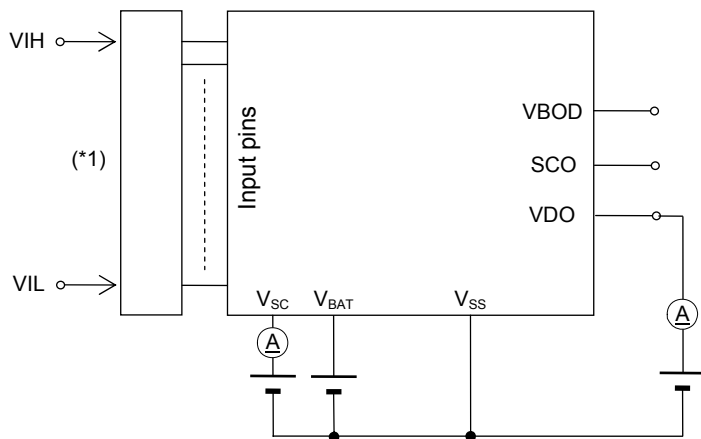 VIH
(*1)
VIL
Input pins
VBOD
SCO
VDO
VSC
VBAT
VSS
A
A